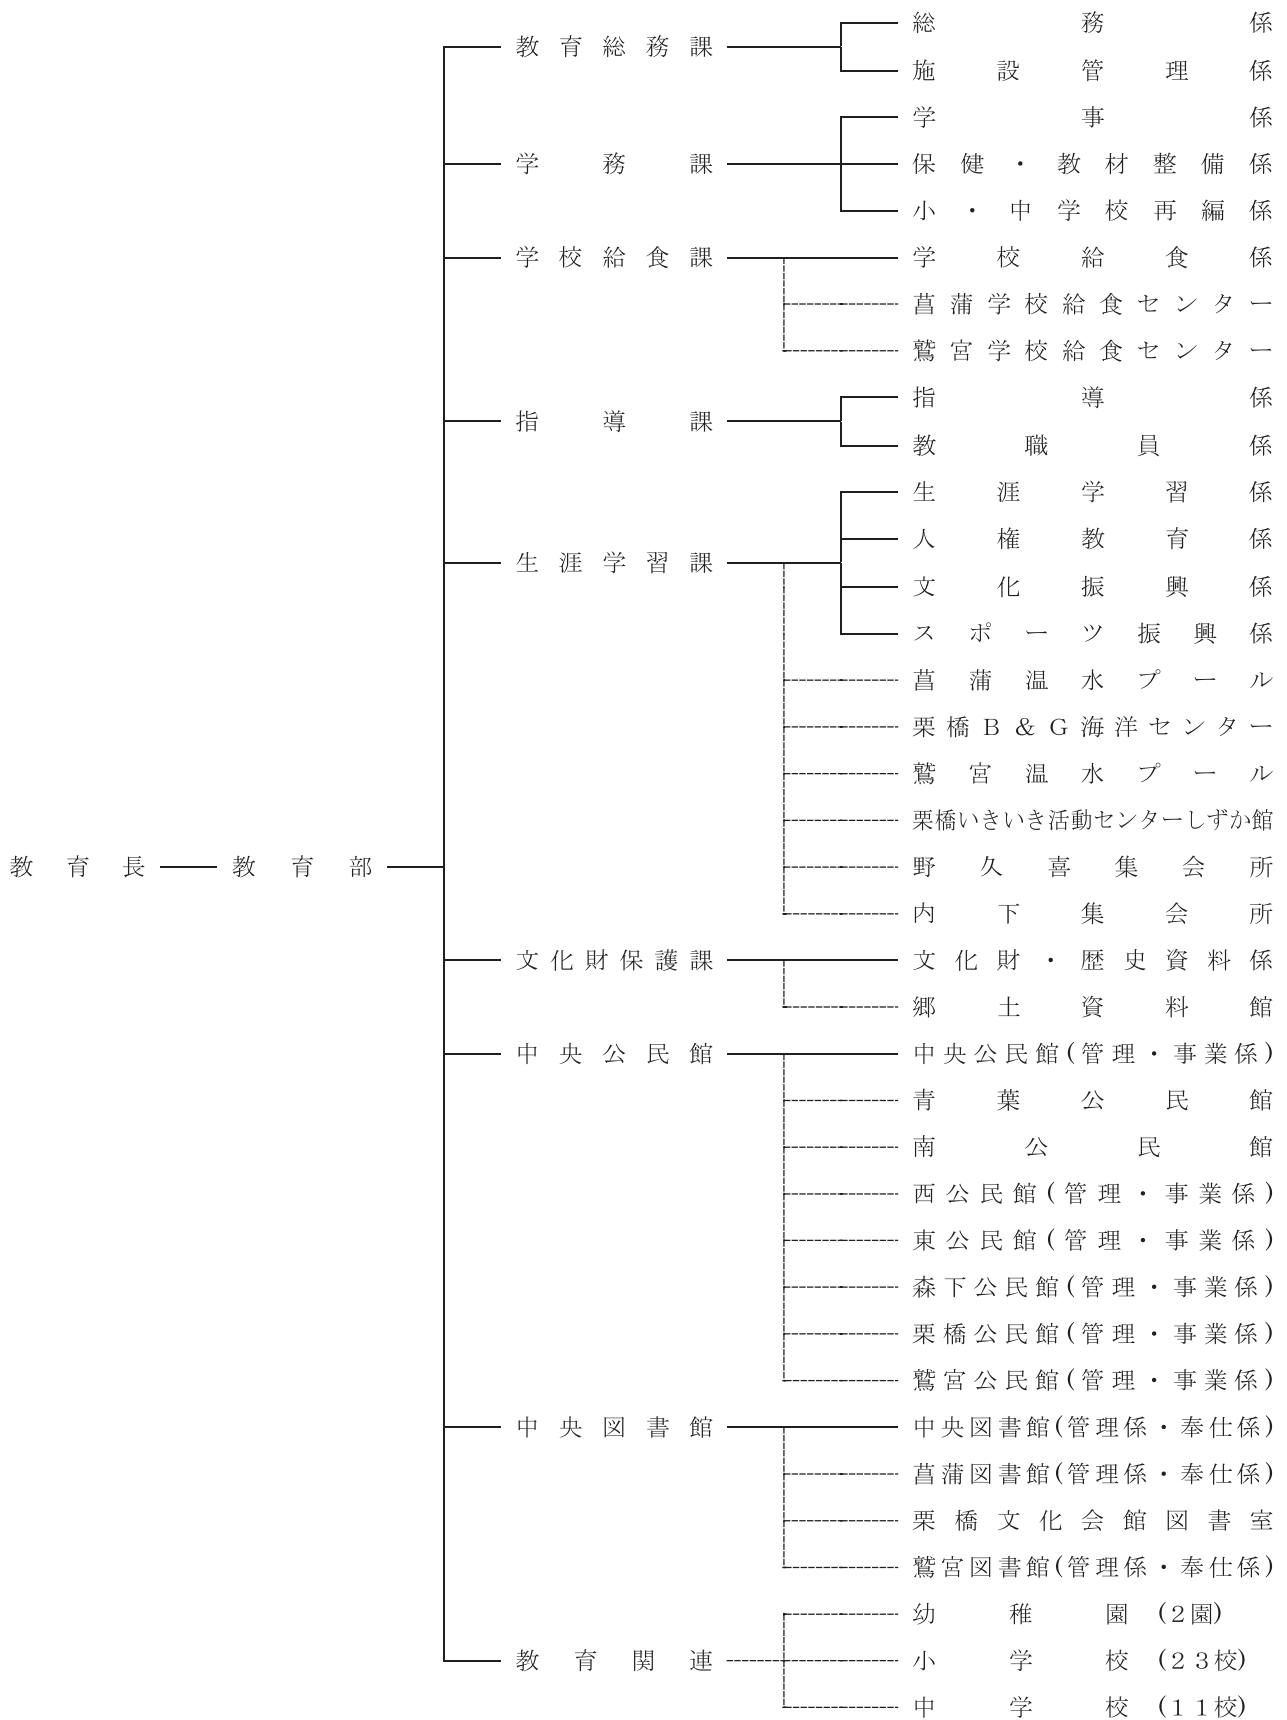 総務係
教育総務課
施設管理係
学事係
学務課 保健・教材整備係
小・中学校再編係
学校給食課 学校給食係
菖蒲学校給食センター
鷲宮学校給食センター
指導係
指導課
教職員係
生涯学習係
人権教育係
生涯学習課
文化振興係
スポーツ振興係
菖蒲温水プール
栗橋B&G海洋センター
鷲宮温水プール
栗橋いきいき活動センターしずか館
教育長 教育部 野久喜集会所
内下集会所
文化財保護課 文化財・歴史資料係
郷土資料館
中央公民館 中央公民館(管理・事業係)
青葉公民館
南公民館
西公民館(管理・事業係)
東公民館(管理・事業係)
森下公民館(管理・事業係)
栗橋公民館(管理・事業係)
鷲宮公民館(管理・事業係)
中央図書館 中央図書館(管理係・奉仕係)
菖蒲図書館(管理係・奉仕係)
栗橋文化会館図書室
鷲宮図書館(管理係・奉仕係)
幼稚園 (2園)
教育関連 小学校 (23校)
中学校 (11校)